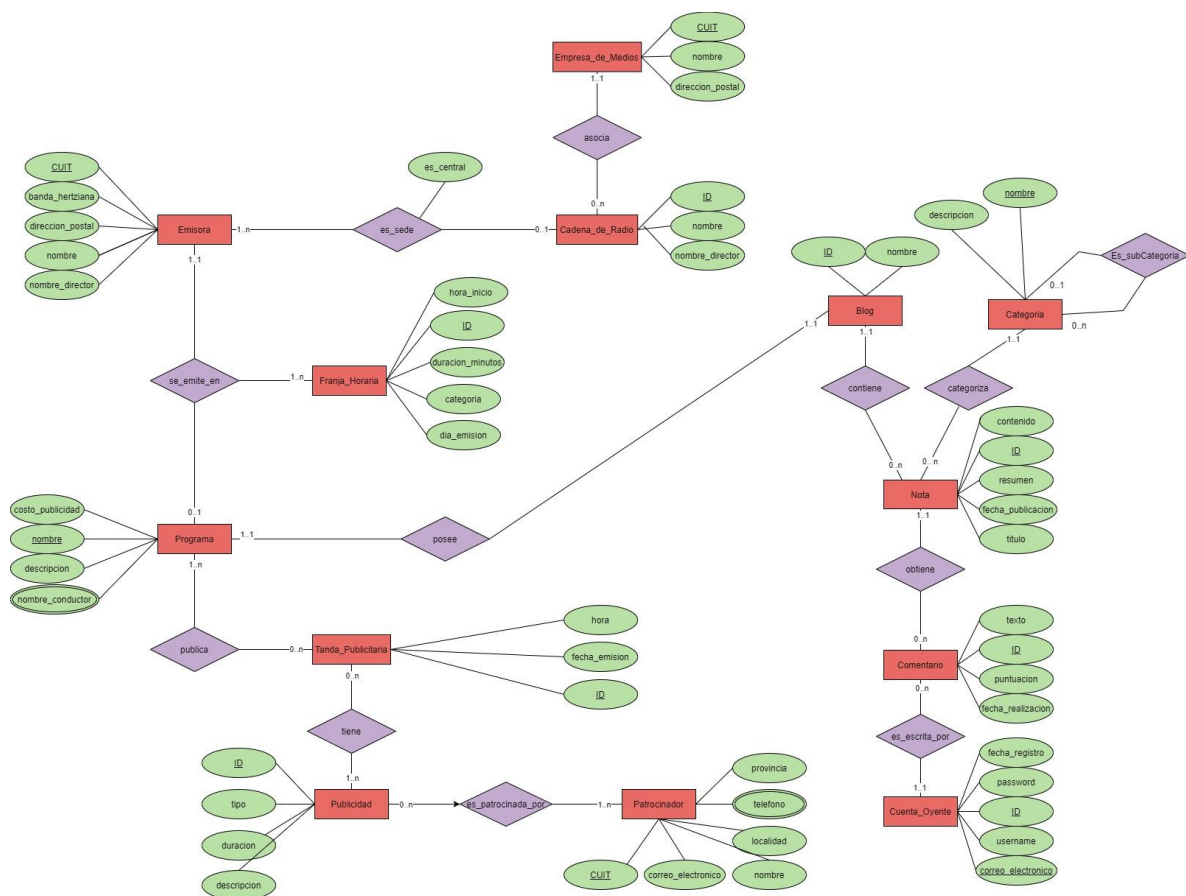 CUIT
Empresa_de_Medios
nombre
direccion_postal
1..1
asocia
es_central
0..n
CUIT
banda_hertziana
direccion_postal
nombre
nombre_director
Emisora
1..n
es_sede
0..1
Cadena_de_Radio
ID
nombre
nombre_director
nombre
descripcion
Es_subCategoria
0..1
0..n
Categoria
1..1
ID
nombre
Blog
1..1
1..1
1..1
hora_inicio
ID
duracion_minutos
categoría
dia_emision
se_emite_en
1..n
Franja_Horaria
contiene
categoriza
0..n
0..n
contenido
ID
resumen
fecha_publicacion
titulo
Nota
1..1
0..1
costo_publicidad
nombre
descripcion
nombre_conductor
Programa
1..1
posee
1..n
obtiene
0..n
publica
0..n
Tanda_Publicitaria
hora
fecha_emision
ID
0..n
texto
ID
puntuacion
fecha_realizacion
Comentario
0..n
tiene
es_escrita_por
1..n
1..1
ID
tipo
duracion
descripcion
Publicidad
0..n
es_patrocinada_por
1..n
Patrocinador
provincia
telefono
localidad
nombre
correo_electronico
CUIT
fecha_registro
password
ID
username
correo_electronico
Cuenta_Oyente